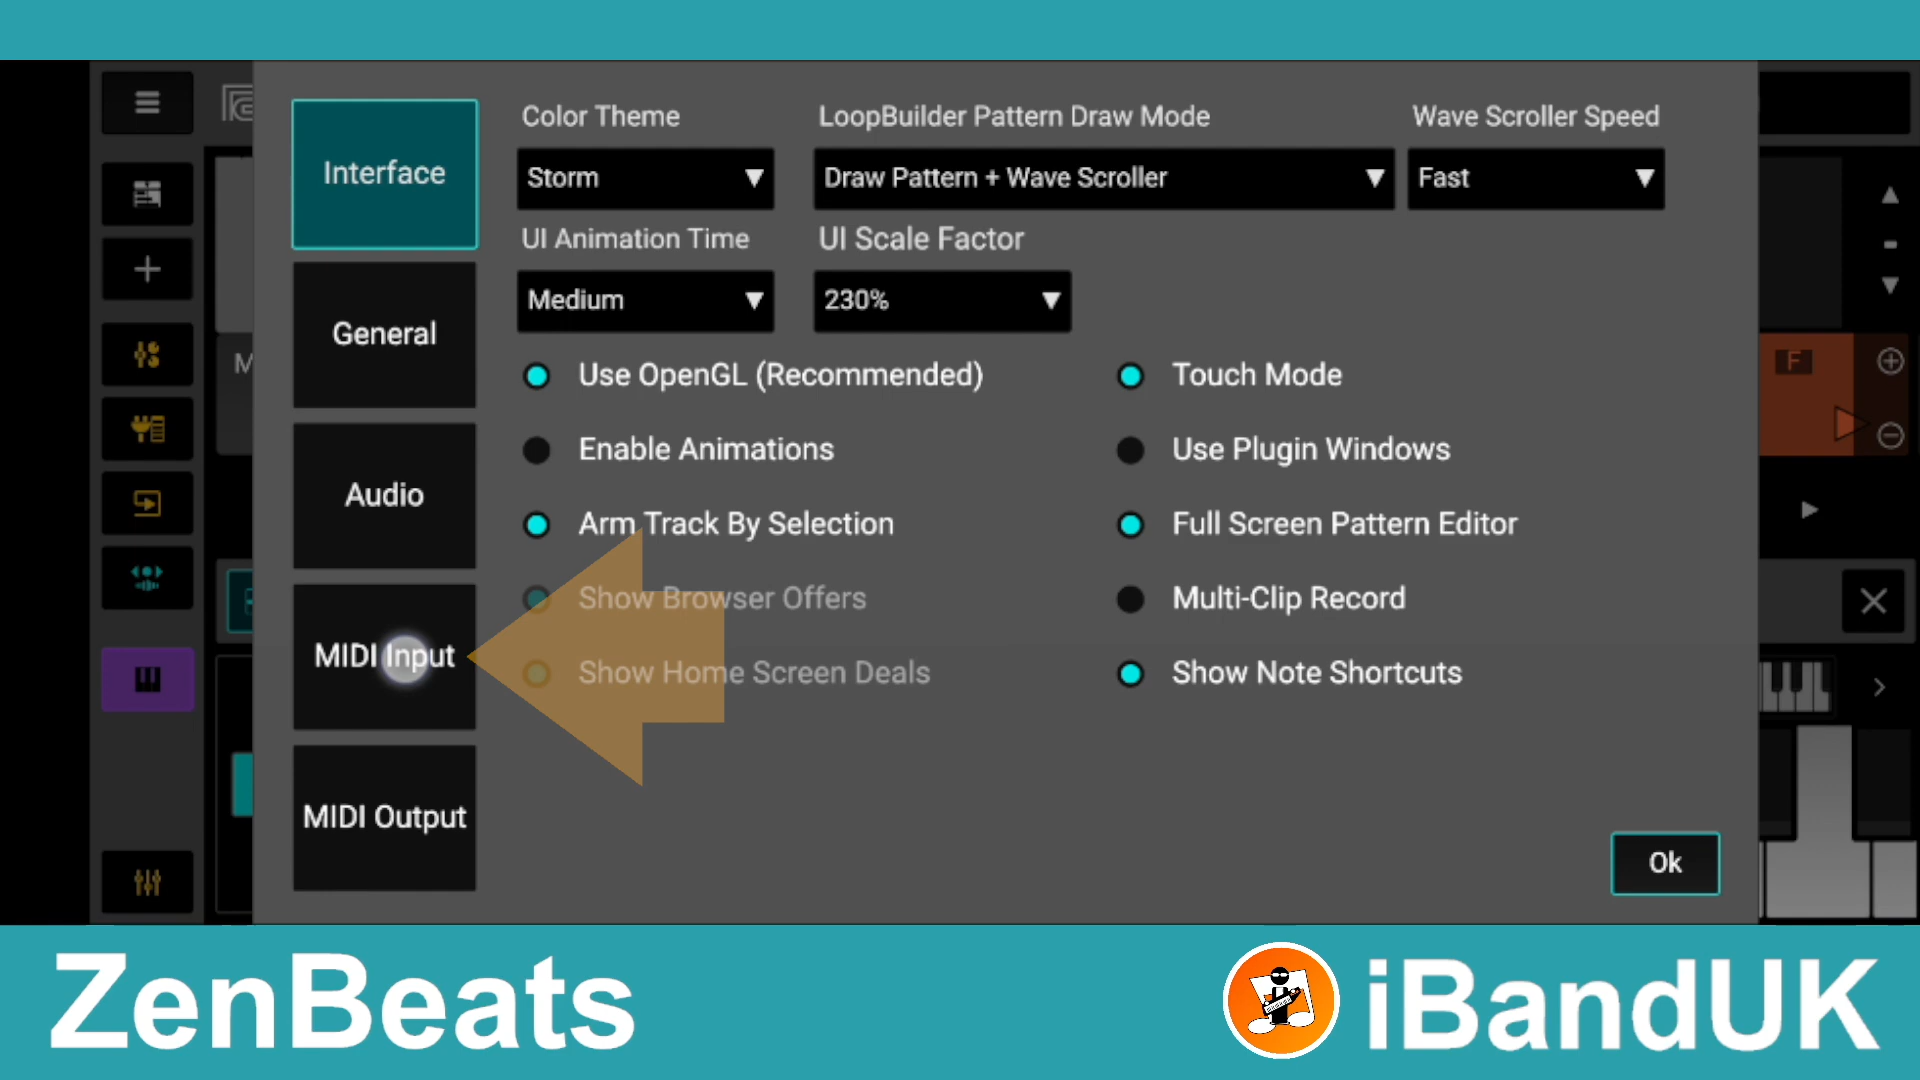 Interface
General
Audio
MIDI Input
MIDI Output
Color Theme
LoopBuilder Pattern Draw Mode
Wave Scroller Speed
Storm
Draw Pattern + Wave Scroller
Fast
UI Animation Time
UI Scale Factor
Medium
230%
Use OpenGL (Recommended)
Touch Mode
Enable Animations
Use Plugin Windows
Arm Track By Selection
Full Screen Pattern Editor
Show Browser Offers
Multi-Clip Record
Show Home Screen Deals
Show Note Shortcuts
Ok
M
F
ZenBeats
iBandUK